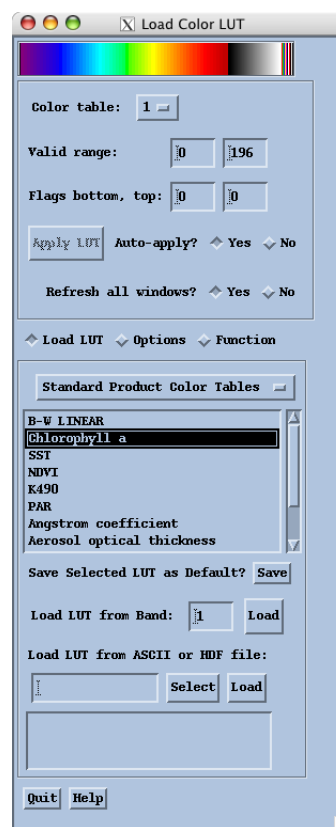 X Load Color LUT
Color table: 1
Valid range: 0 196
Flags bottom, top: 0 0
Apply LUT Auto-apply? Yes No
Refresh all windows? Yes No
Load LUT Options Function
Standard Product Color Tables
B-W LINEAR
Chlorophyll a
SST
NDVI
K490
PAR
Angstrom coefficient
Aerosol optical thickness
Save Selected LUT as Default? Save
Load LUT from Band: 1 Load
Load LUT from ASCII or HDF file:
Select Load
Quit Help